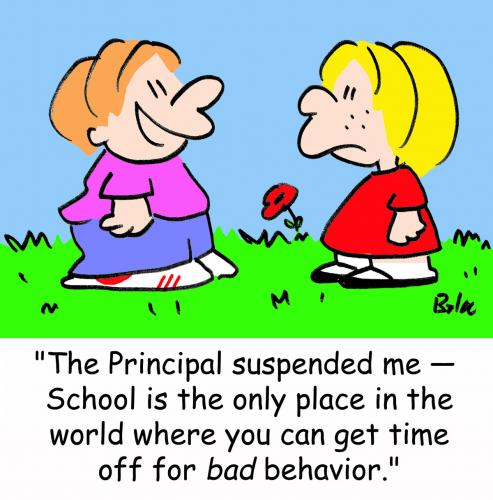 "The Principal suspended me —
School is the only place in the
world where you can get time
off for bad behavior."